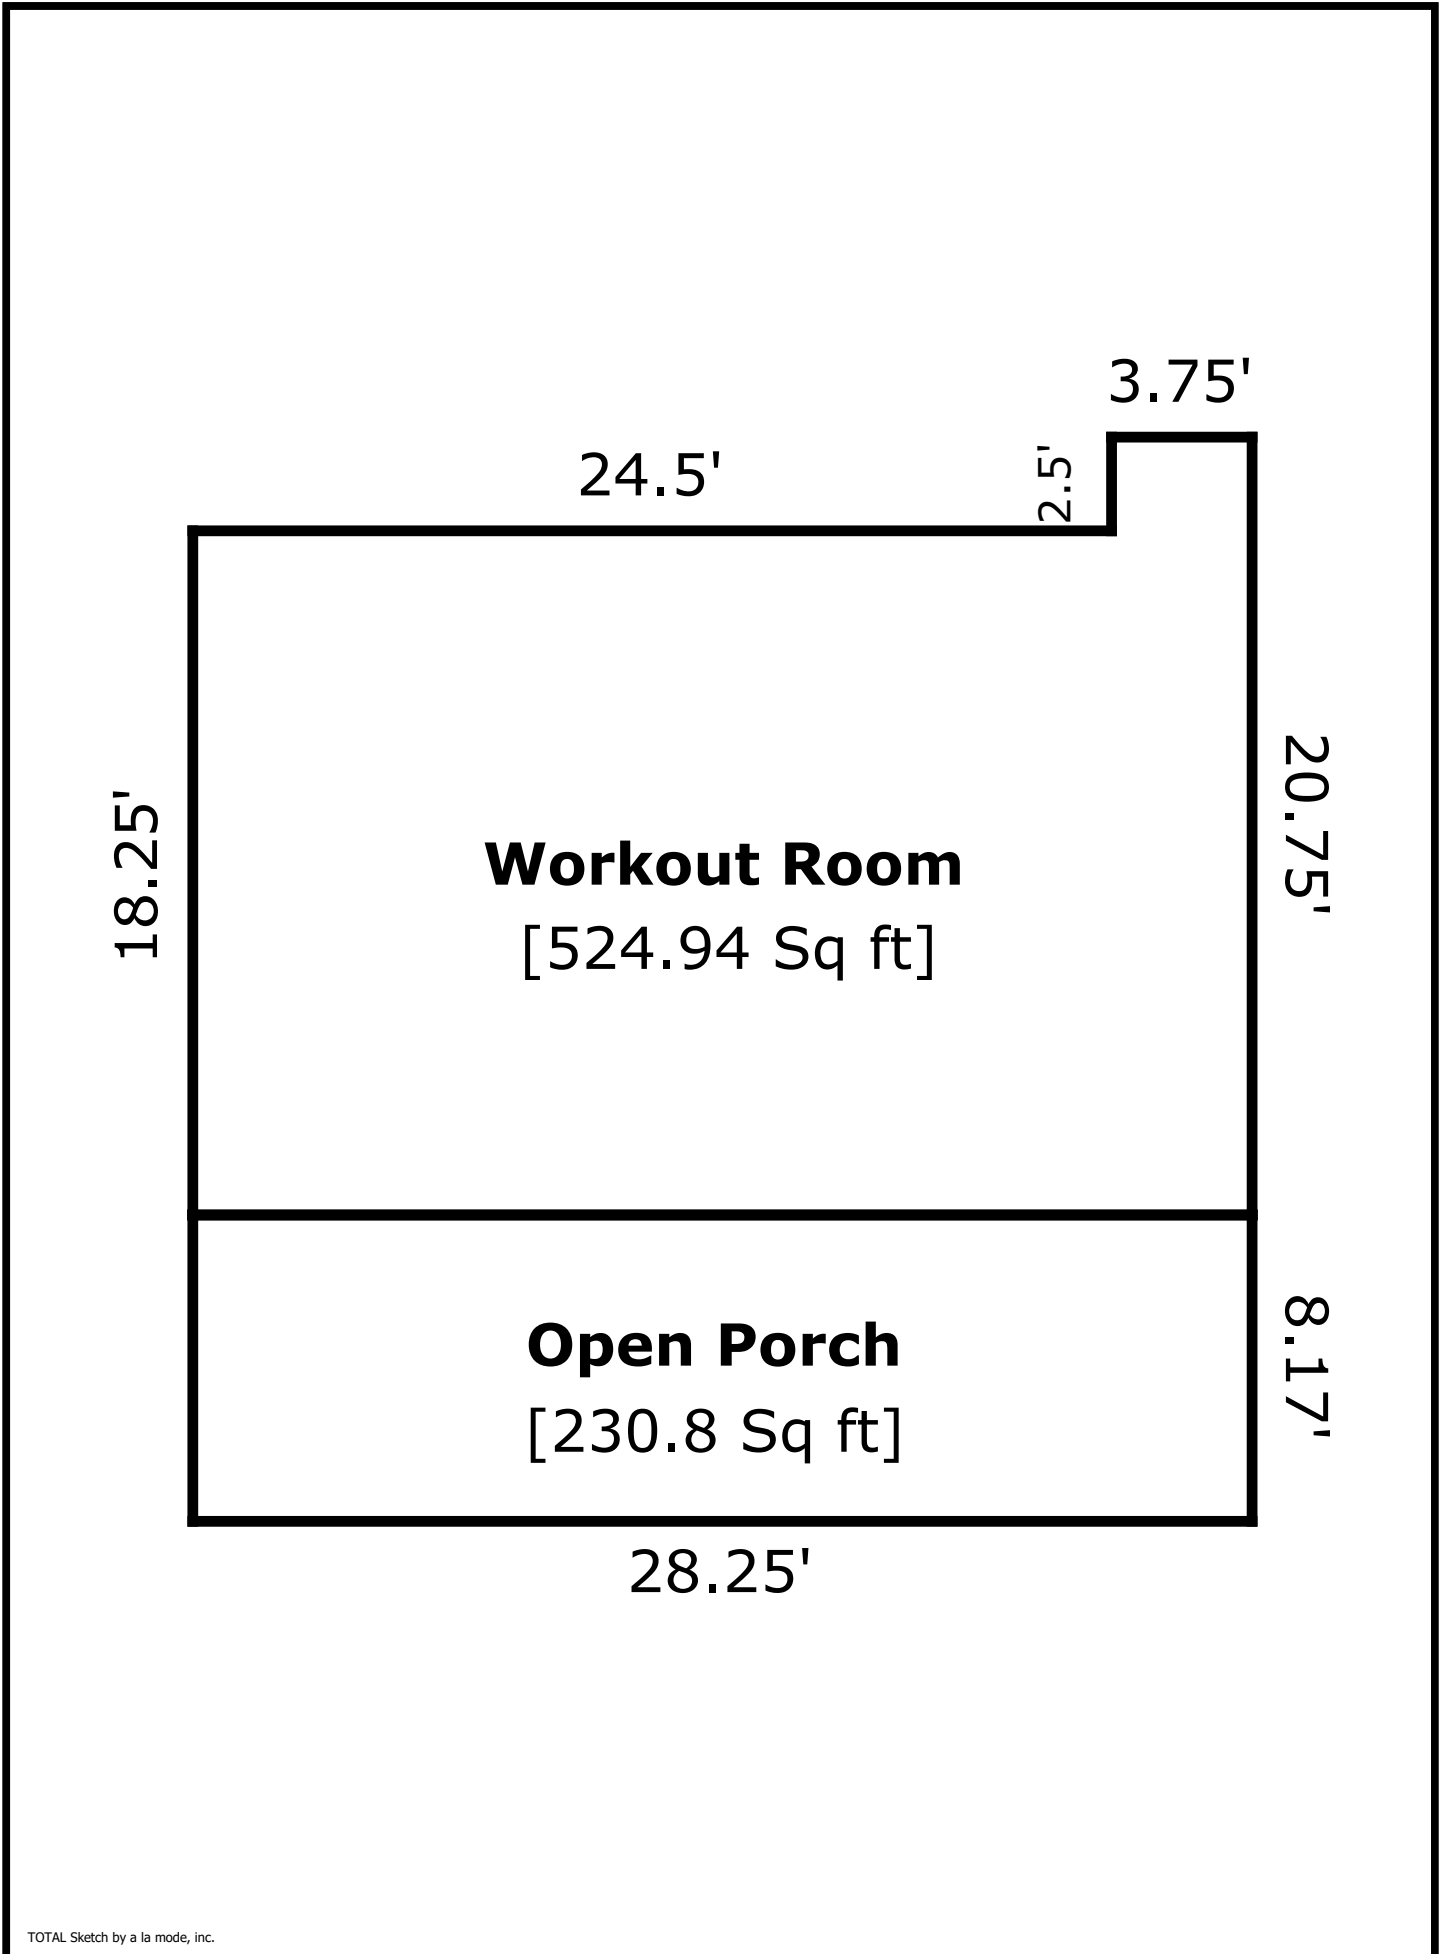 3.75'
24.5'
2.5'
20.75'
18.25'
Workout Room
[524.94 Sq ft]
Open Porch
[230.8 Sq ft]
8.17'
28.25'
TOTAL Sketch by a la mode, inc.